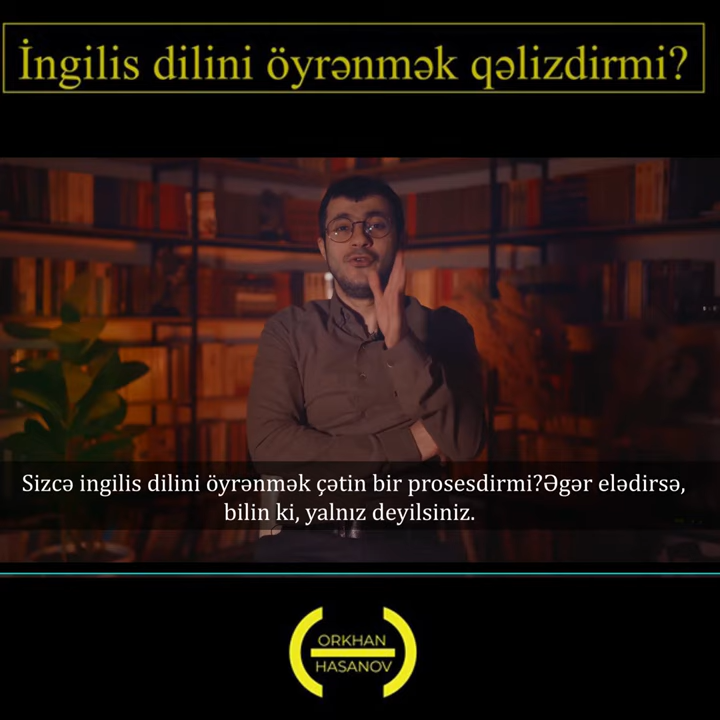 İngilis dilini öyrənmək qəlizdirmi?
Sizcə ingilis dilini öyrənmək çətin bir prosesdirmi?Əgər elədirsə,
bilin ki, yalnız deyilsiniz.
ORKHAN
HASANOV